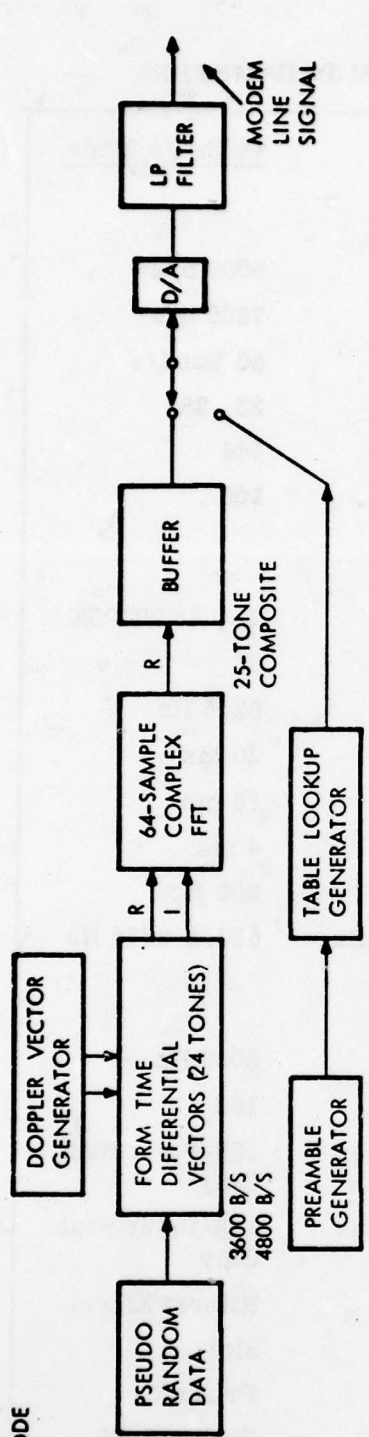 ODE
PSEUDO
RANDOM
DATA
DOPPLER VECTOR
GENERATOR
FORM TIME
DIFFERENTIAL
VECTORS (24 TONES)
3600 B/S
4800 B/S
R
I
64-SAMPLE
COMPLEX
FFT
R
BUFFER
25-TONE
COMPOSITE
D/A
LP
FILTER
MODEM
LINE
SIGNAL
PREAMBLE
GENERATOR
TABLE LOOKUP
GENERATOR